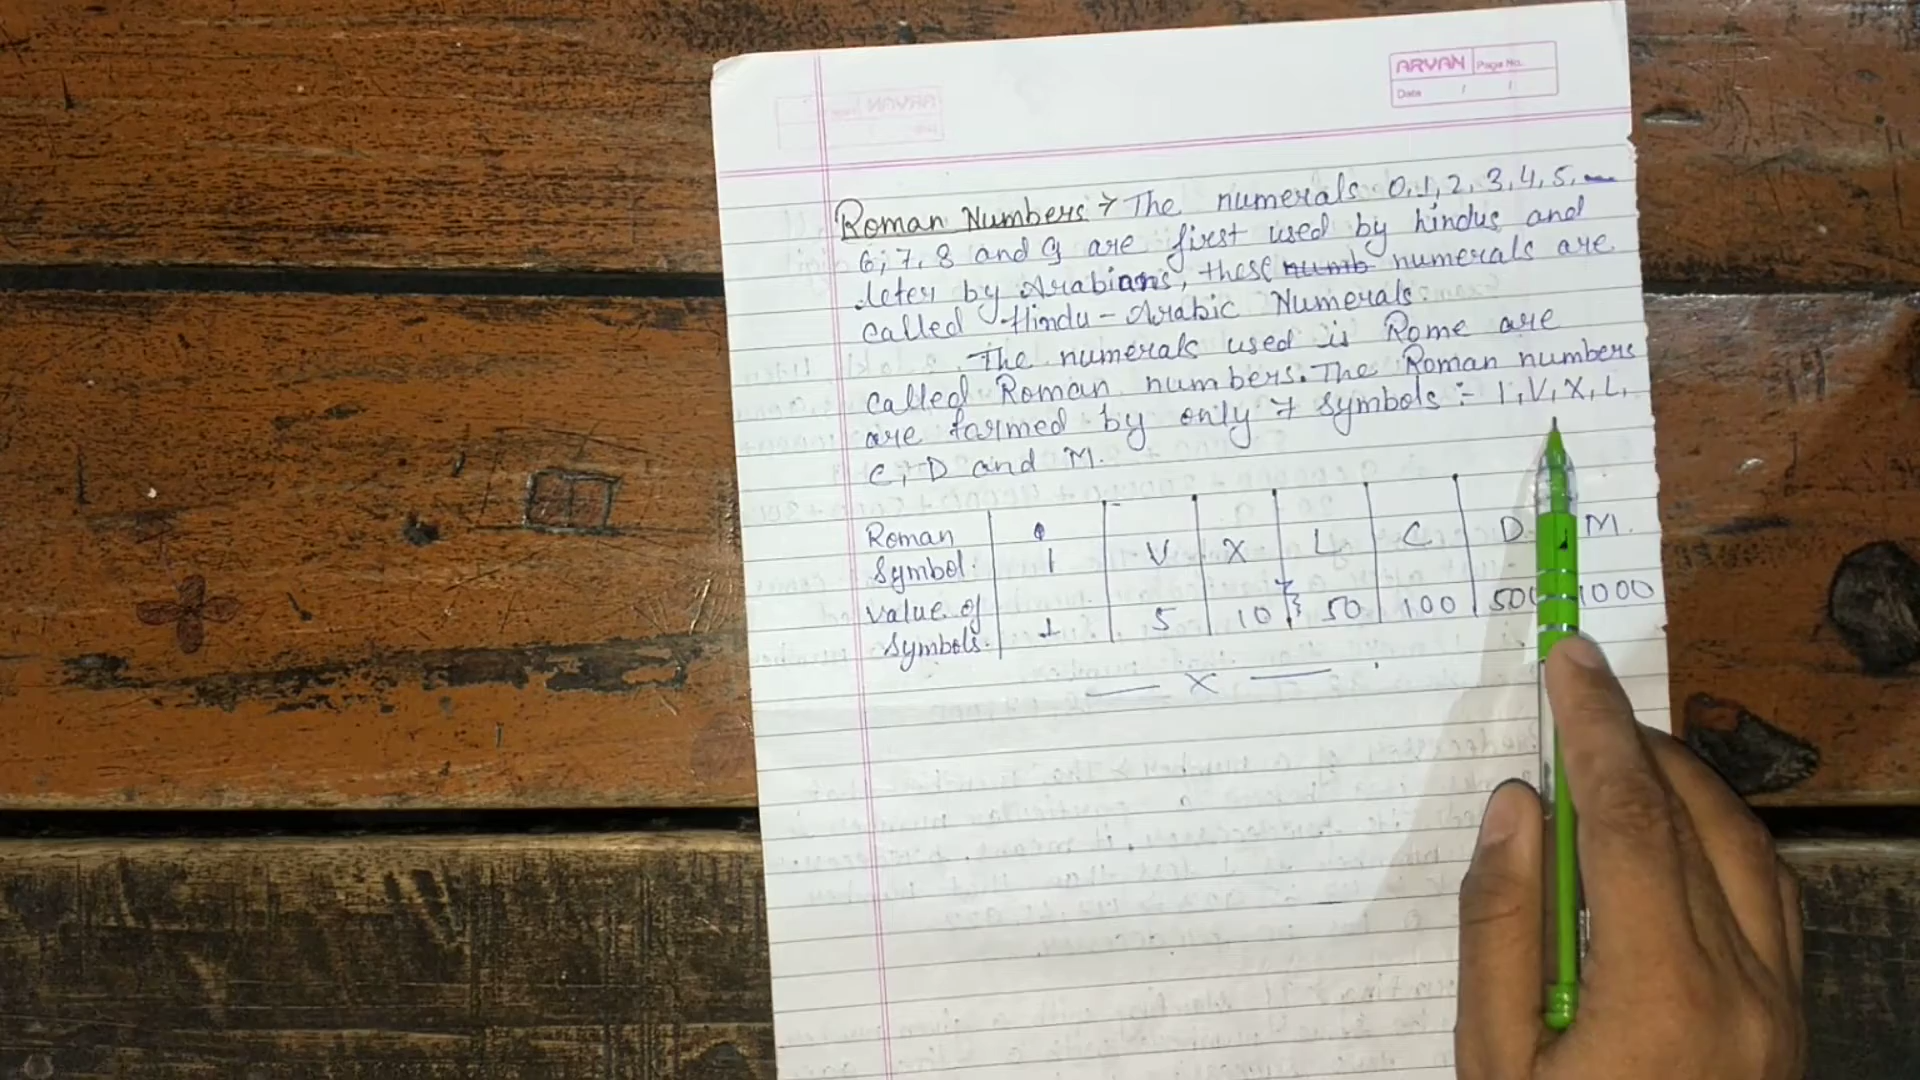 ARVAN Page No.
Date / /
Roman Numbers → The numerals 0,1,2,3,4,5,
6,7,8 and 9 are first used by hindus and
leter by Arabians, these numb numerals are
called Hindu-Arabic Numerals.
The numerals used is Rome are
called Roman numbers. The Roman numbers
are formed by only 7 symbols :- I, V, X, L,
C, D and M.
Roman Symbol. I V X L C D M.
value of Symbols. 1 5 10 50 100 500 1000
— X —